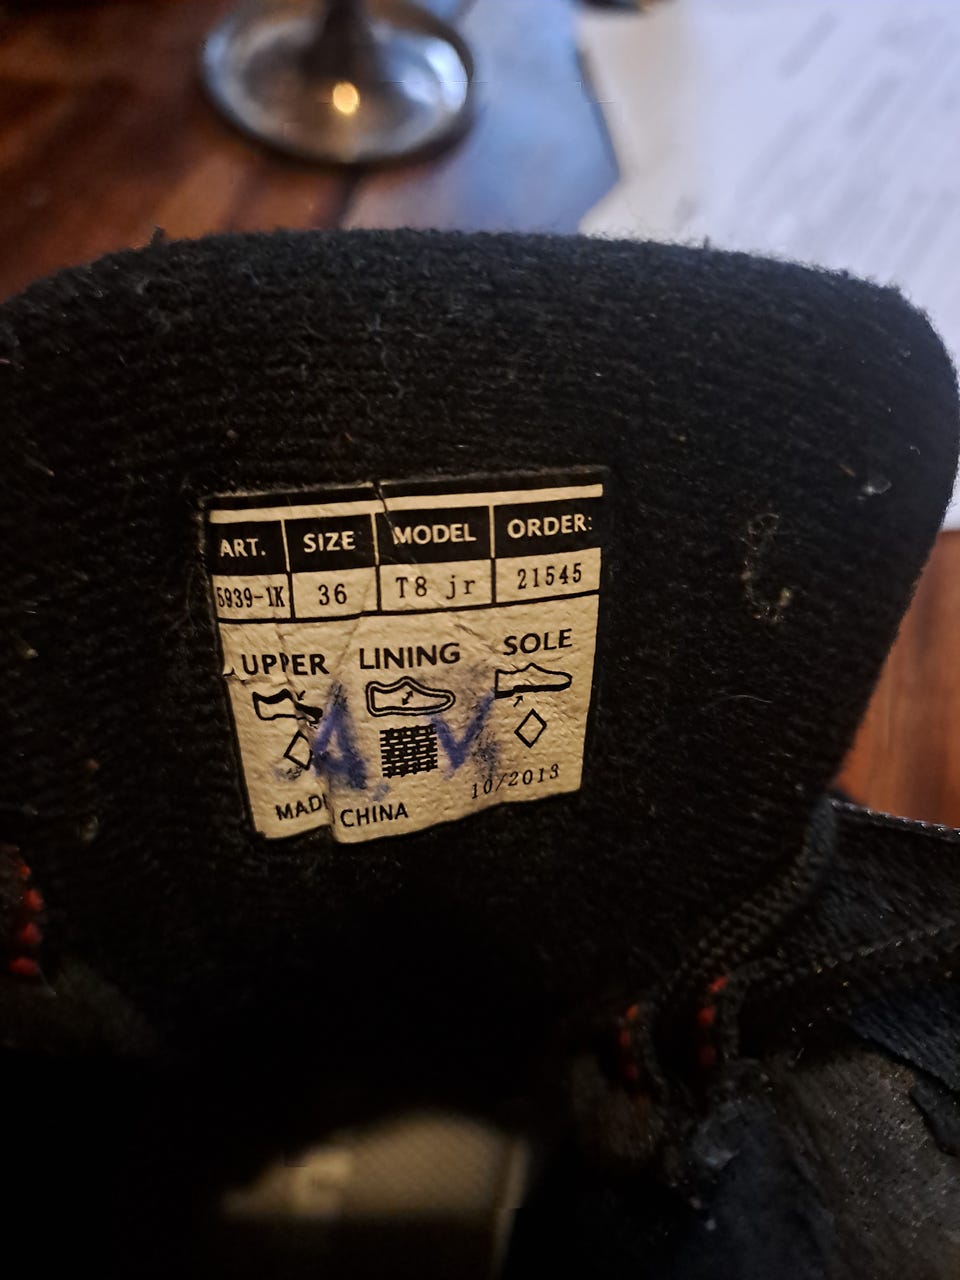 ART. SIZE MODEL ORDER:
5939-1K 36 T8 jr 21545
UPPER LINING SOLE
A V
10/2013
MADE CHINA